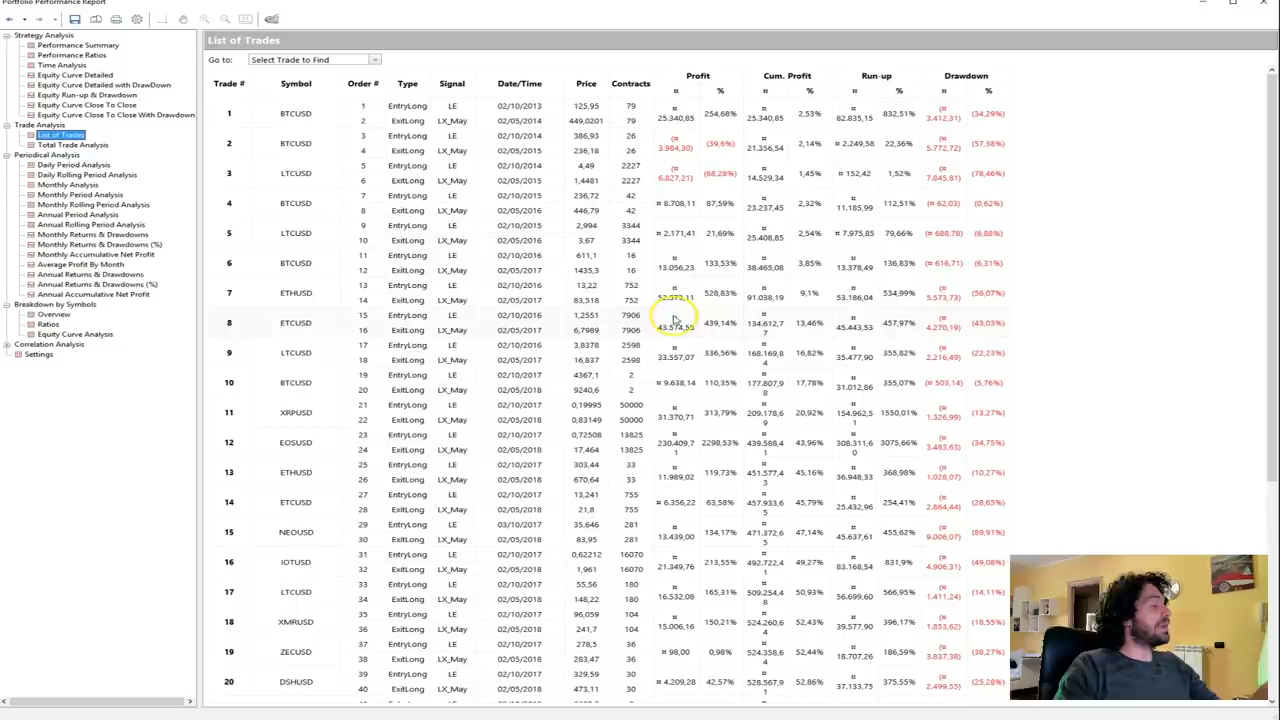 Portfolio Performance Report
Strategy Analysis
Performance Summary
Performance Ratios
Time Analysis
Equity Curve Detailed
Equity Curve Detailed with DrawDown
Equity Run-up & Drawdown
Equity Curve Close To Close
Equity Curve Close To Close With Drawdown
Trade Analysis
List of Trades
Total Trade Analysis
Periodical Analysis
Daily Period Analysis
Daily Rolling Period Analysis
Monthly Analysis
Monthly Period Analysis
Monthly Rolling Period Analysis
Annual Period Analysis
Annual Rolling Period Analysis
Monthly Returns & Drawdowns
Monthly Returns & Drawdowns (%)
Monthly Accumulative Net Profit
Average Profit By Month
Annual Returns & Drawdowns
Annual Returns & Drawdowns (%)
Annual Accumulative Net Profit
Breakdown by Symbols
Overview
Ratios
Equity Curve Analysis
Correlation Analysis
Settings
List of Trades
Go to: Select Trade to Find
Profit Cum. Profit Run-up Drawdown
Trade # Symbol Order # Type Signal Date/Time Price Contracts
¤ % ¤ % ¤ % ¤ %
1 EntryLong LE 02/10/2013 125,95 79
1 BTCUSD ¤ 25.340,85 254,68% ¤ 25.340,85 2,53% ¤ 82.835,15 832,51% (¤ 3.412,31) (34,29%)
2 ExitLong LX_May 02/05/2014 449,0201 79
3 EntryLong LE 02/10/2014 386,93 26
2 BTCUSD (¤ 3.984,30) (39,6%) ¤ 21.356,54 2,14% ¤ 2.249,58 22,36% (¤ 5.772,72) (57,38%)
4 ExitLong LX_May 02/05/2015 236,18 26
5 EntryLong LE 02/10/2014 4,49 2227
3 LTCUSD (¤ 6.827,21) (68,28%) ¤ 14.529,34 1,45% ¤ 152,42 1,52% (¤ 7.845,81) (78,46%)
6 ExitLong LX_May 02/05/2015 1,4481 2227
7 EntryLong LE 02/10/2015 236,72 42
4 BTCUSD ¤ 8.708,11 87,59% ¤ 23.237,45 2,32% ¤ 11.185,99 112,51% (¤ 62,03) (0,62%)
8 ExitLong LX_May 02/05/2016 446,79 42
9 EntryLong LE 02/10/2015 2,994 3344
5 LTCUSD ¤ 2.171,41 21,69% ¤ 25.408,85 2,54% ¤ 7.975,85 79,66% (¤ 688,78) (6,88%)
10 ExitLong LX_May 02/05/2016 3,67 3344
11 EntryLong LE 02/10/2016 611,1 16
6 BTCUSD ¤ 13.056,23 133,53% ¤ 38.465,08 3,85% ¤ 13.378,49 136,83% (¤ 616,71) (6,31%)
12 ExitLong LX_May 02/05/2017 1435,3 16
13 EntryLong LE 02/10/2016 13,22 752
7 ETHUSD 528,83% ¤ 91.038,19 9,1% ¤ 53.186,04 534,99% (¤ 5.573,73) (56,07%)
14 ExitLong LX_May 02/05/2017 83,518 752
15 EntryLong LE 02/10/2016 1,2551 7906
8 ETCUSD 439,14% ¤ 134.612,77 13,46% ¤ 45.443,53 457,97% (¤ 4.270,19) (43,03%)
16 ExitLong LX_May 02/05/2017 6,7989 7906
17 EntryLong LE 02/10/2017 3,8378 2598
9 LTCUSD ¤ 33.557,07 336,56% ¤ 168.169,84 16,82% ¤ 35.477,90 355,82% (¤ 2.216,49) (22,23%)
18 ExitLong LX_May 02/05/2017 16,837 2598
19 EntryLong LE 02/10/2017 4367,1 2
10 BTCUSD ¤ 9.638,14 110,35% ¤ 177.807,98 17,78% ¤ 31.012,86 355,07% (¤ 503,14) (5,76%)
20 ExitLong LX_May 02/05/2018 9240,6 2
21 EntryLong LE 02/10/2017 0,19995 50000
11 XRPUSD ¤ 31.370,71 313,79% ¤ 209.178,69 20,92% ¤ 154.962,51 1550,01% (¤ 1.326,99) (13,27%)
22 ExitLong LX_May 02/05/2018 0,83149 50000
23 EntryLong LE 02/10/2017 0,72508 13825
12 EOSUSD ¤ 230.409,71 2298,53% ¤ 439.588,41 43,96% ¤ 308.311,60 3075,66% (¤ 3.483,63) (34,75%)
24 ExitLong LX_May 02/05/2018 17,464 13825
25 EntryLong LE 02/10/2017 303,44 33
13 ETHUSD ¤ 11.989,02 119,73% ¤ 451.577,43 45,16% ¤ 36.948,33 368,98% (¤ 1.028,07) (10,27%)
26 ExitLong LX_May 02/05/2018 670,64 33
27 EntryLong LE 02/10/2017 13,241 755
14 ETCUSD ¤ 6.356,22 63,58% ¤ 457.933,65 45,79% ¤ 25.432,96 254,41% (¤ 2.864,44) (28,65%)
28 ExitLong LX_May 02/05/2018 21,8 755
29 EntryLong LE 03/10/2017 35,646 281
15 NEOUSD ¤ 13.439,00 134,17% ¤ 471.372,65 47,14% ¤ 45.637,61 455,62% (¤ 9.006,07) (89,91%)
30 ExitLong LX_May 02/05/2018 83,95 281
31 EntryLong LE 02/10/2017 0,62212 16070
16 IOTUSD ¤ 21.349,76 213,55% ¤ 492.722,41 49,27% ¤ 83.168,54 831,9% (¤ 4.906,31) (49,08%)
32 ExitLong LX_May 02/05/2018 1,961 16070
33 EntryLong LE 02/10/2017 55,56 180
17 LTCUSD ¤ 16.532,08 165,31% ¤ 509.254,48 50,93% ¤ 56.699,60 566,95% (¤ 1.411,24) (14,11%)
34 ExitLong LX_May 02/05/2018 148,22 180
35 EntryLong LE 02/10/2017 96,059 104
18 XMRUSD ¤ 15.006,16 150,21% ¤ 524.260,64 52,43% ¤ 39.577,90 396,17% (¤ 1.853,62) (18,55%)
36 ExitLong LX_May 02/05/2018 241,7 104
37 EntryLong LE 02/10/2017 278,5 36
19 ZECUSD ¤ 98,00 0,98% ¤ 524.358,64 52,44% ¤ 18.707,26 186,59% (¤ 3.837,38) (38,27%)
38 ExitLong LX_May 02/05/2018 283,47 36
39 EntryLong LE 02/10/2017 329,59 30
20 DSHUSD ¤ 4.209,28 42,57% ¤ 528.567,91 52,86% ¤ 37.133,75 375,55% (¤ 2.499,55) (25,28%)
40 ExitLong LX_May 02/05/2018 473,11 30